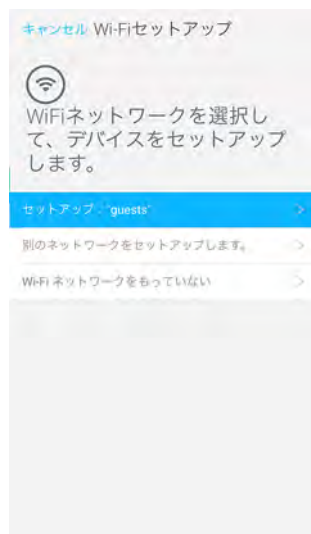 キャンセル Wi-Fiセットアップ
WiFiネットワークを選択し
て、デバイスをセットアップ
します。
セットアップ："guests"
別のネットワークをセットアップします。
Wi-Fi ネットワークをもっていない